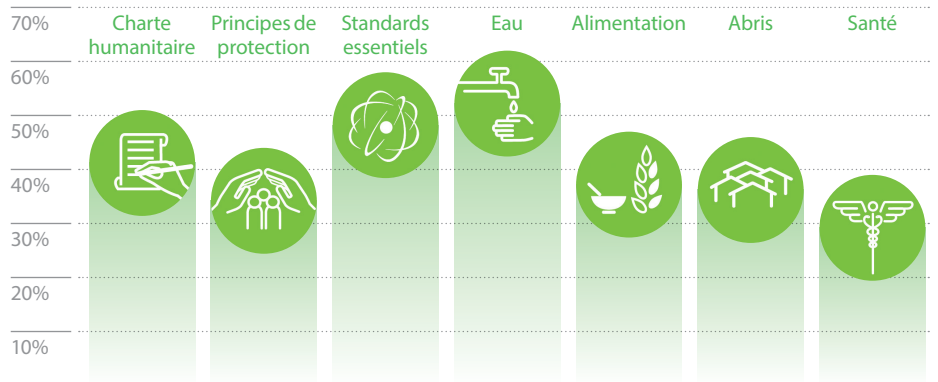 70%
Charte
humanitaire
Principes de
protection
Standards
essentiels
Eau
Alimentation
Abris
Santé
60%
50%
40%
30%
20%
10%